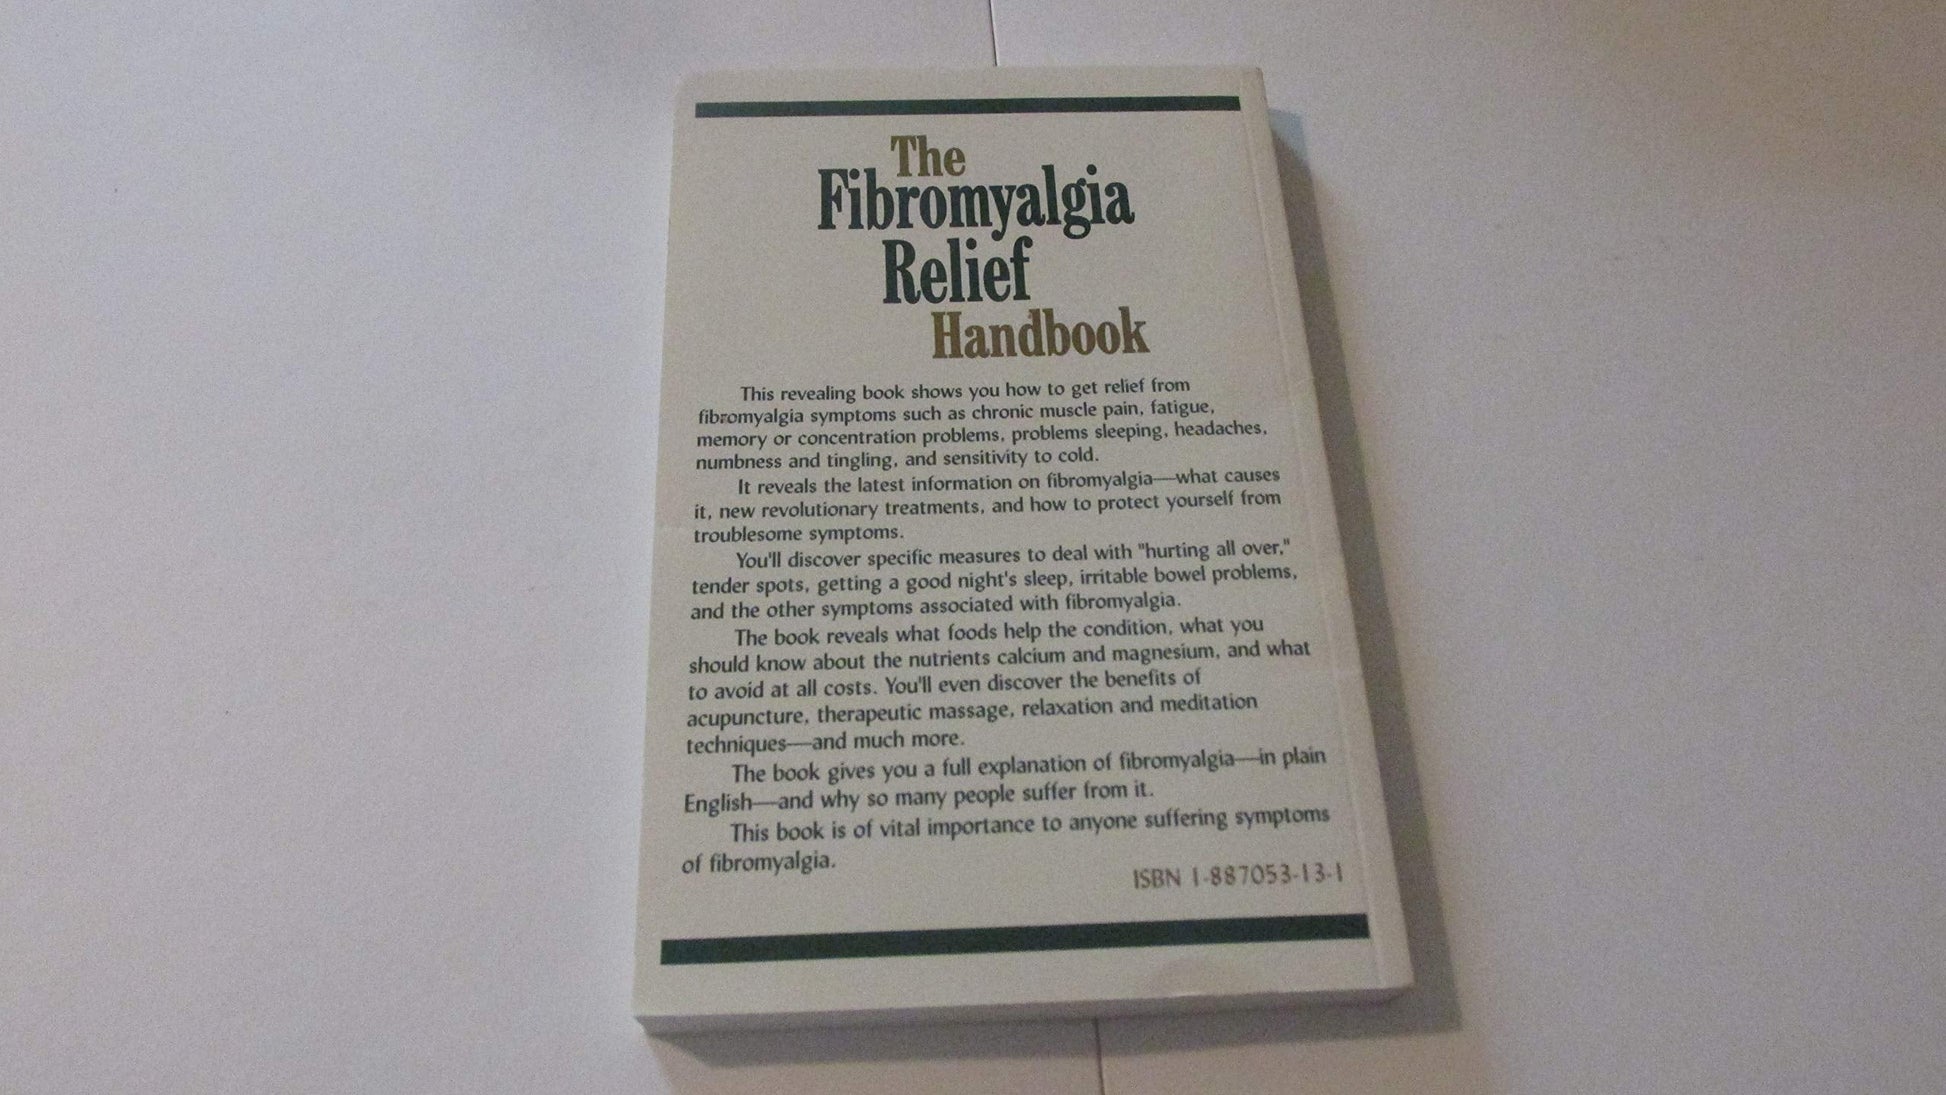 The
Fibromyalgia
Relief
Handbook
This revealing book shows you how to get relief from
fibromyalgia symptoms such as chronic muscle pain, fatigue,
memory or concentration problems, problems sleeping, headaches,
numbness and tingling, and sensitivity to cold.
It reveals the latest information on fibromyalgia—what causes
it, new revolutionary treatments, and how to protect yourself from
troublesome symptoms.
You'll discover specific measures to deal with "hurting all over,"
tender spots, getting a good night's sleep, irritable bowel problems,
and the other symptoms associated with fibromyalgia.
The book reveals what foods help the condition, what you
should know about the nutrients calcium and magnesium, and what
to avoid at all costs. You'll even discover the benefits of
acupuncture, therapeutic massage, relaxation and meditation
techniques—and much more.
The book gives you a full explanation of fibromyalgia—in plain
English—and why so many people suffer from it.
This book is of vital importance to anyone suffering symptoms
of fibromyalgia.
ISBN 1-887053-13-1